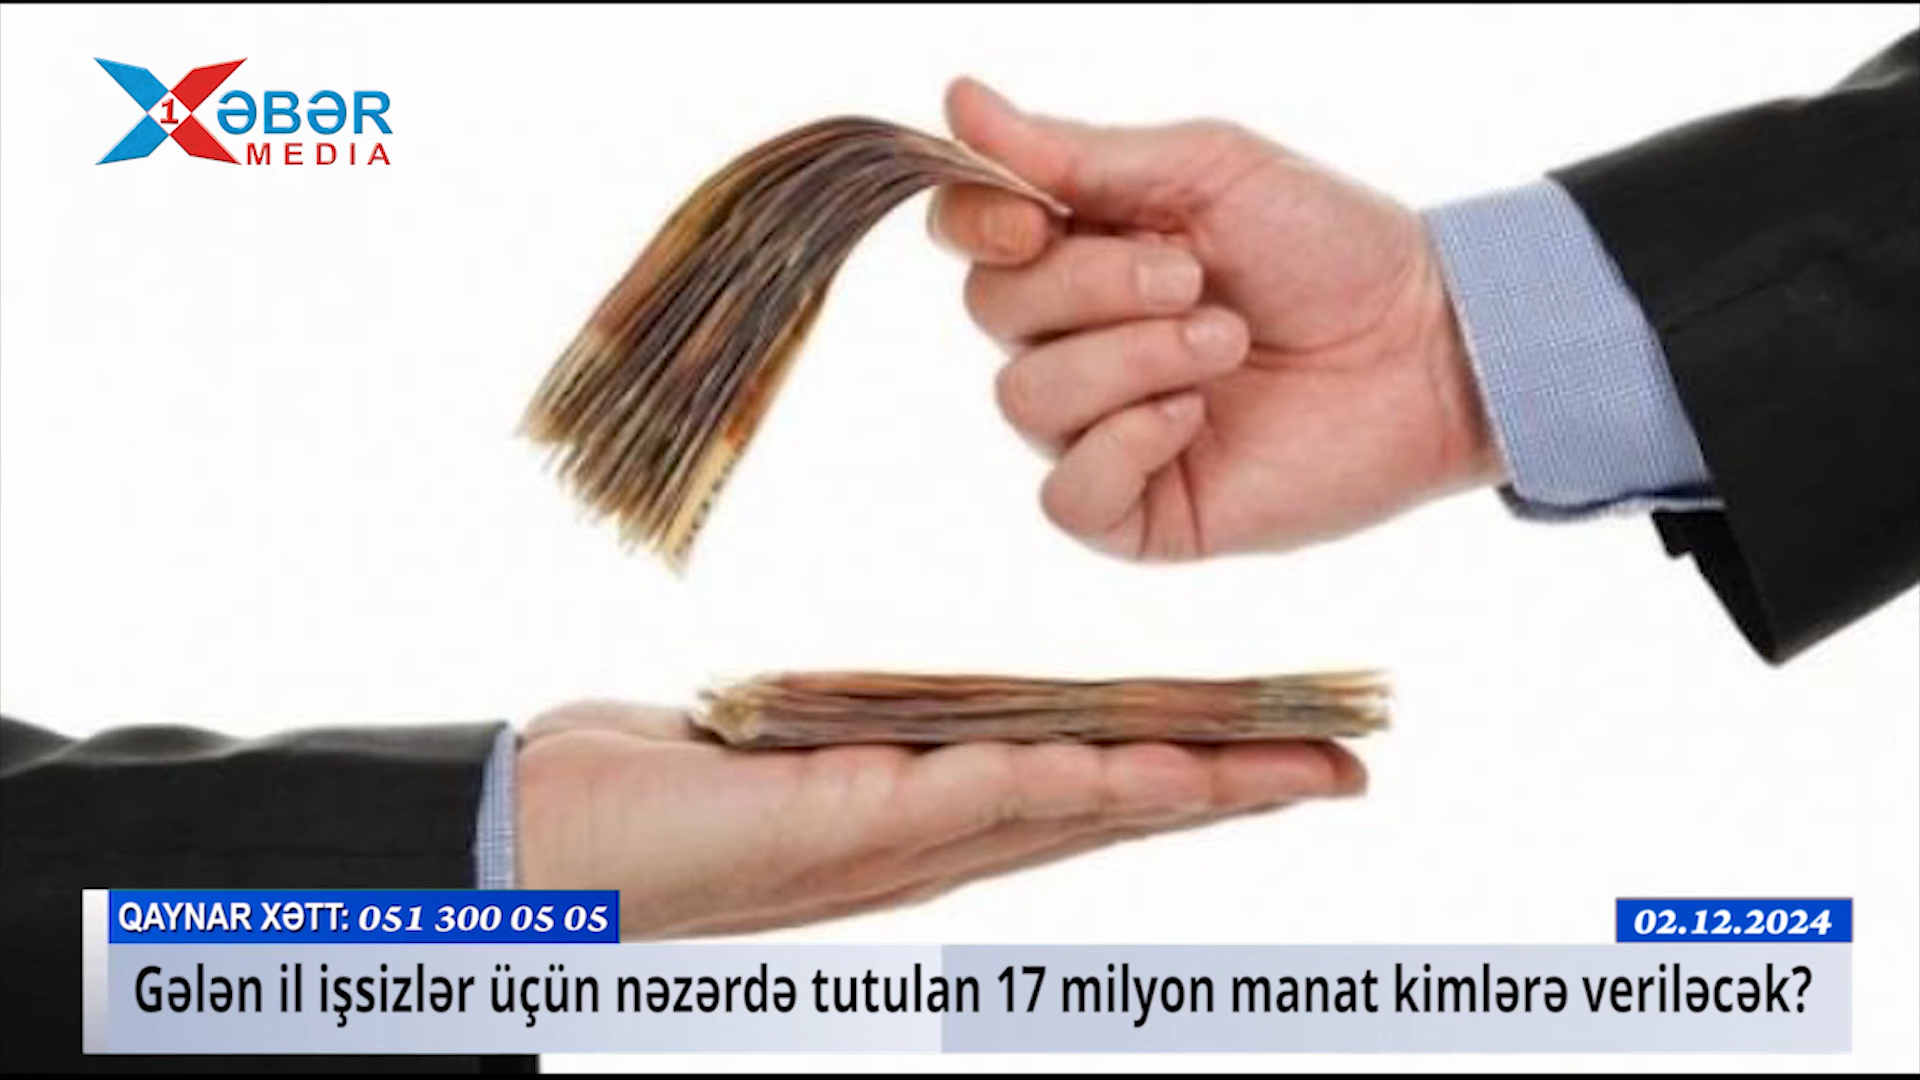 XƏBƏR
1
MEDIA
QAYNAR XƏTT: 051 300 05 05
02.12.2024
Gələn il işsizlər üçün nəzərdə tutulan 17 milyon manat kimlərə veriləcək?